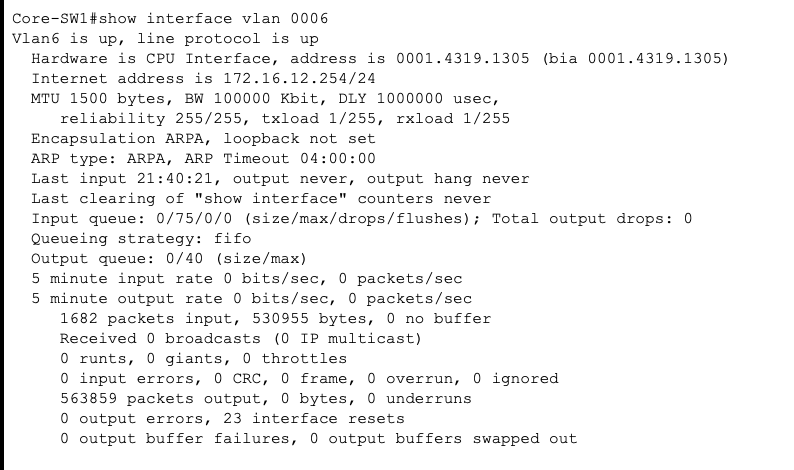 Core-SW1#show interface vlan 0006
Vlan6 is up, line protocol is up
Hardware is CPU Interface, address is 0001.4319.1305 (bia 0001.4319.1305)
Internet address is 172.16.12.254/24
MTU 1500 bytes, BW 100000 Kbit, DLY 1000000 usec,
reliability 255/255, txload 1/255, rxload 1/255
Encapsulation ARPA, loopback not set
ARP type: ARPA, ARP Timeout 04:00:00
Last input 21:40:21, output never, output hang never
Last clearing of "show interface" counters never
Input queue: 0/75/0/0 (size/max/drops/flushes); Total output drops: 0
Queueing strategy: fifo
Output queue: 0/40 (size/max)
5 minute input rate 0 bits/sec, 0 packets/sec
5 minute output rate 0 bits/sec, 0 packets/sec
1682 packets input, 530955 bytes, 0 no buffer
Received 0 broadcasts (0 IP multicast)
0 runts, 0 giants, 0 throttles
0 input errors, 0 CRC, 0 frame, 0 overrun, 0 ignored
563859 packets output, 0 bytes, 0 underruns
0 output errors, 23 interface resets
0 output buffer failures, 0 output buffers swapped out